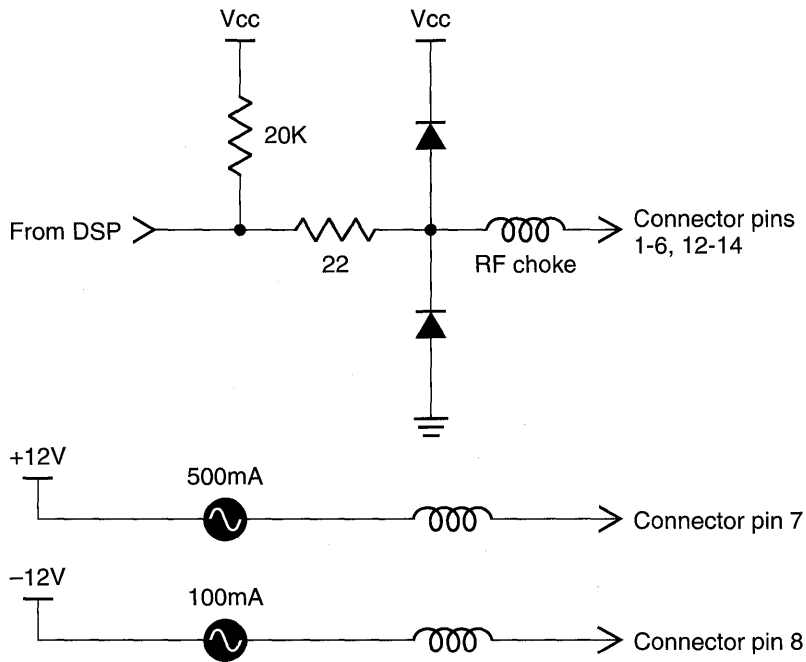 Vcc
Vcc
20K
From DSP
22
RF choke
Connector pins
1-6, 12-14
+12V
500mA
Connector pin 7
–12V
100mA
Connector pin 8